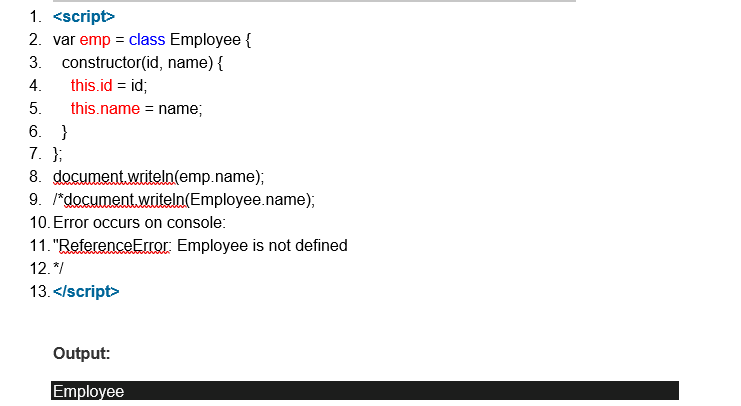 1. <script>
2. var emp = class Employee {
3. constructor(id, name) {
4. this.id = id;
5. this.name = name;
6. }
7. };
8. document.writeln(emp.name);
9. /*document.writeln(Employee.name);
10. Error occurs on console:
11. "ReferenceError: Employee is not defined
12. */
13. </script>
Output:
Employee